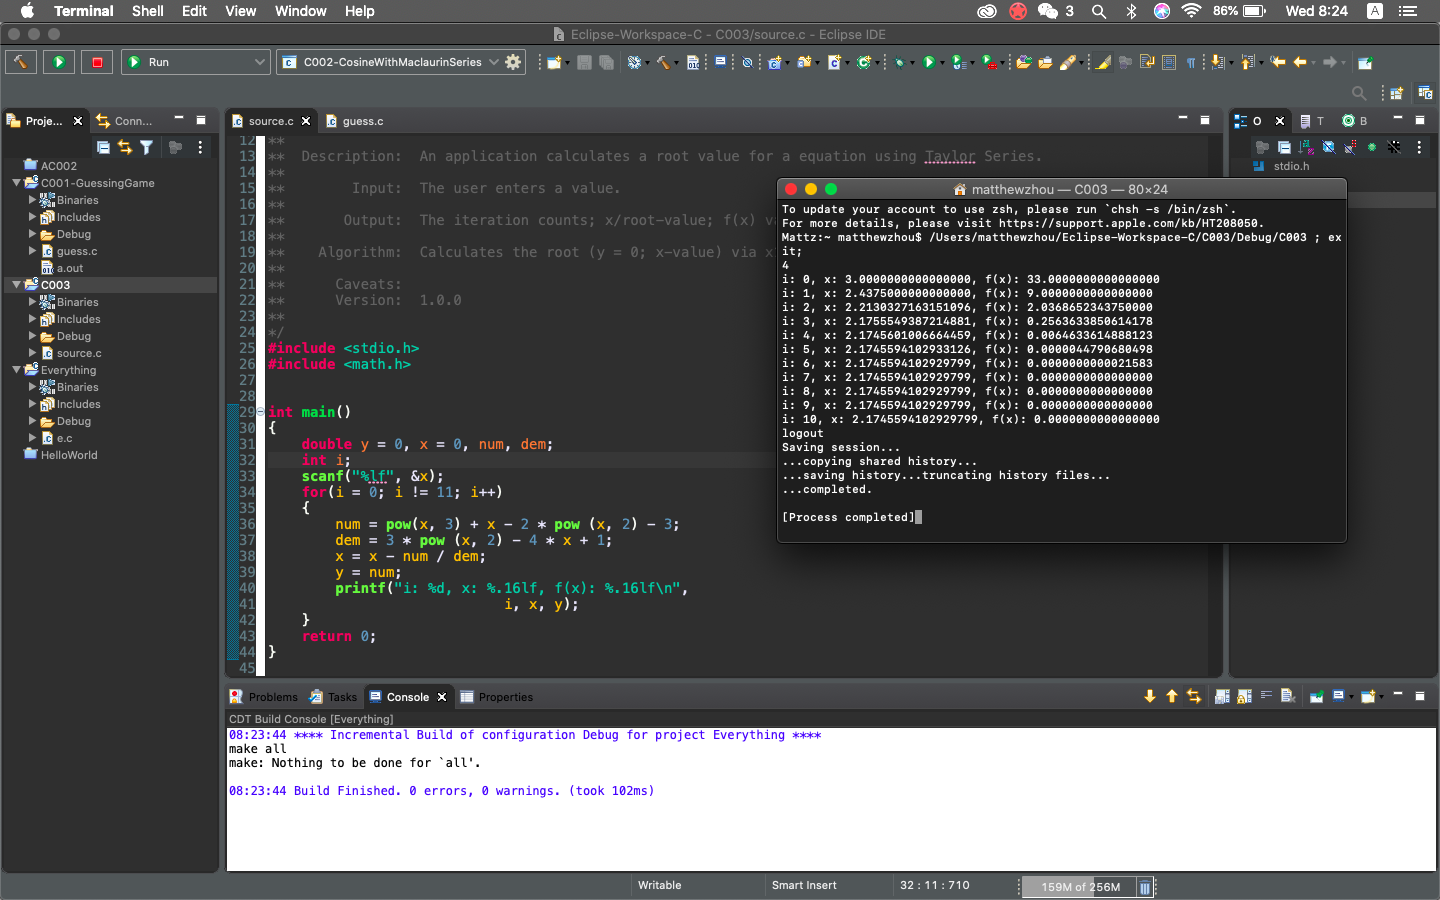 Terminal Shell Edit View Window Help 3 86% Wed 8:24 A
Eclipse-Workspace-C - C003/source.c - Eclipse IDE
Run C002-CosineWithMaclaurinSeries
Proje... Conn...
AC002
C001-GuessingGame
Binaries
Includes
Debug
guess.c
a.out
C003
Binaries
Includes
Debug
source.c
Everything
Binaries
Includes
Debug
e.c
HelloWorld
source.c guess.c
12 **
13 ** Description: An application calculates a root value for a equation using Taylor Series.
14 **
15 ** Input: The user enters a value.
16 **
17 ** Output: The iteration counts; x/root-value; f(x) va
18 **
19 ** Algorithm: Calculates the root (y = 0; x-value) via x
20 **
21 ** Caveats:
22 ** Version: 1.0.0
23 **
24 */
25 #include <stdio.h>
26 #include <math.h>
27
28
29 int main()
30 {
31 double y = 0, x = 0, num, dem;
32 int i;
33 scanf("%lf", &x);
34 for(i = 0; i != 11; i++)
35 {
36 num = pow(x, 3) + x - 2 * pow (x, 2) - 3;
37 dem = 3 * pow (x, 2) - 4 * x + 1;
38 x = x - num / dem;
39 y = num;
40 printf("i: %d, x: %.16lf, f(x): %.16lf\n",
41 i, x, y);
42 }
43 return 0;
44 }
45
O T B
stdio.h
matthewzhou — C003 — 80×24
To update your account to use zsh, please run `chsh -s /bin/zsh`.
For more details, please visit https://support.apple.com/kb/HT208050.
Mattz:~ matthewzhou$ /Users/matthewzhou/Eclipse-Workspace-C/C003/Debug/C003 ; ex
it;
4
i: 0, x: 3.0000000000000000, f(x): 33.0000000000000000
i: 1, x: 2.4375000000000000, f(x): 9.0000000000000000
i: 2, x: 2.2130327163151096, f(x): 2.0368652343750000
i: 3, x: 2.1755549387214881, f(x): 0.2563633850614178
i: 4, x: 2.1745601006664459, f(x): 0.0064633614888123
i: 5, x: 2.1745594102933126, f(x): 0.0000044790680498
i: 6, x: 2.1745594102929799, f(x): 0.0000000000021583
i: 7, x: 2.1745594102929799, f(x): 0.0000000000000000
i: 8, x: 2.1745594102929799, f(x): 0.0000000000000000
i: 9, x: 2.1745594102929799, f(x): 0.0000000000000000
i: 10, x: 2.1745594102929799, f(x): 0.0000000000000000
logout
Saving session...
...copying shared history...
...saving history...truncating history files...
...completed.
[Process completed]
Problems Tasks Console Properties
CDT Build Console [Everything]
08:23:44 **** Incremental Build of configuration Debug for project Everything ****
make all
make: Nothing to be done for `all'.
08:23:44 Build Finished. 0 errors, 0 warnings. (took 102ms)
Writable Smart Insert 32 : 11 : 710 159M of 256M